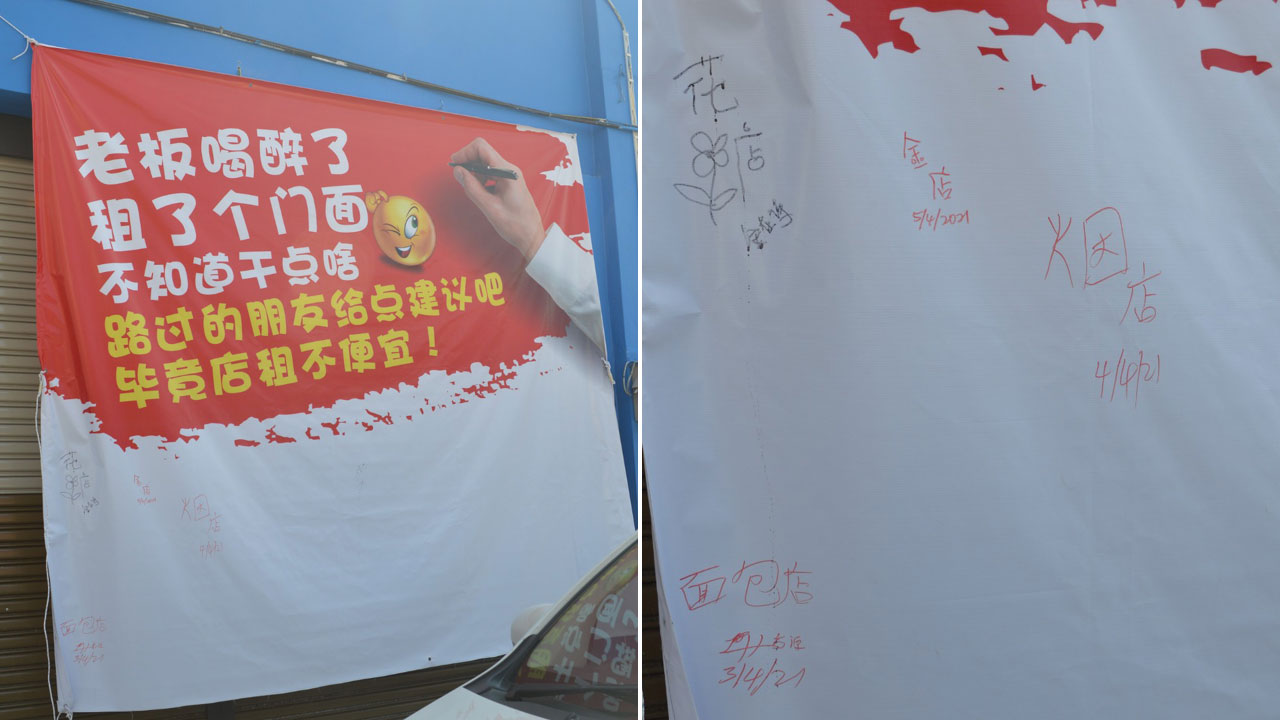 老板喝醉了
租了个门面
不知道干点啥
路过的朋友给点建议吧
毕竟店租不便宜！
花
店
金
店
5/4/2021
烟
店
4/4/21
面包店
3/4/21